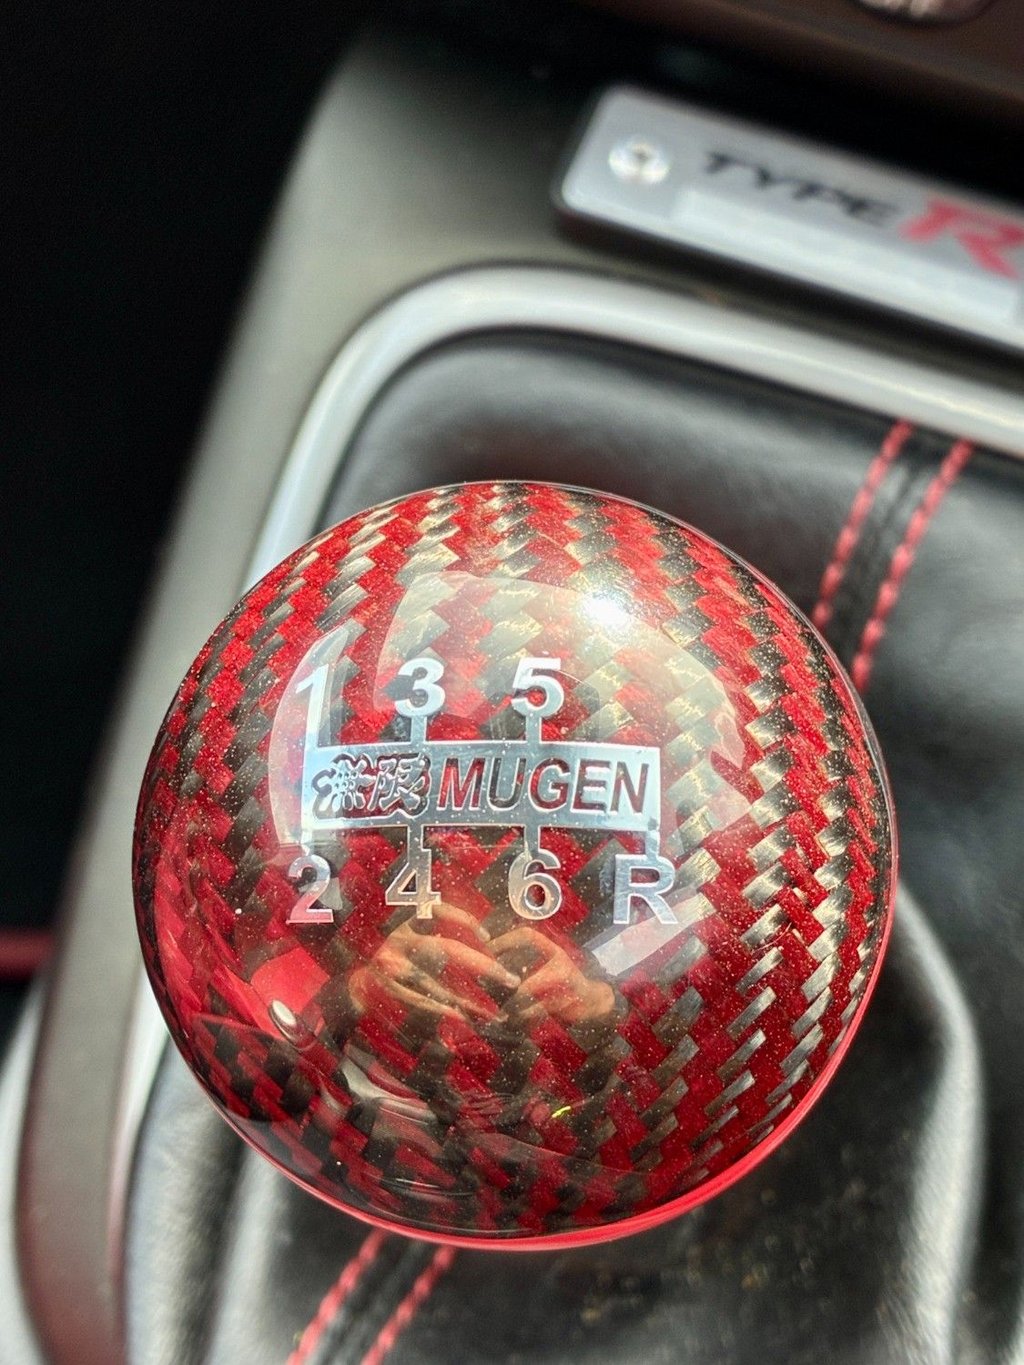 TYPE R
1 3 5
無限 MUGEN
2 4 6 R